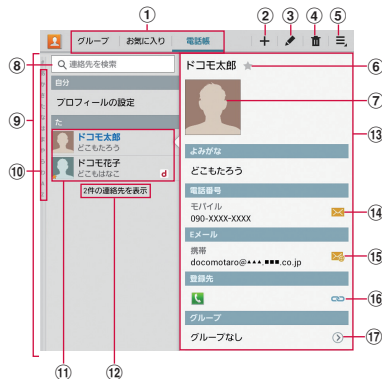 ① ② ③ ④ ⑤
グループ お気に入り 電話帳
⑧ 連絡先を検索
自分
プロフィールの設定
た
ドコモ太郎
どこもたろう
ドコモ花子
どこもはなこ d
2件の連絡先を表示
⑨
⑩
⑪ ⑫
ドコモ太郎 ⑥
⑦
⑬
よみがな
どこもたろう
電話番号
モバイル
090-XXXX-XXXX ⑭
Eメール
携帯
docomotaro@▲▲▲.■■■.co.jp ⑮
登録先
⑯
グループ
グループなし ⑰